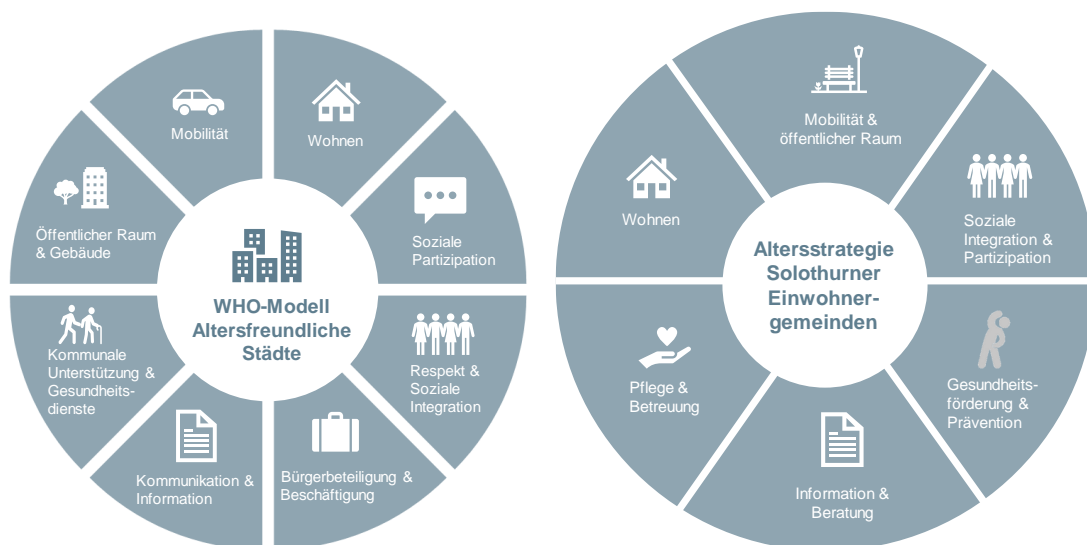 Mobilität
Wohnen
Soziale
Partizipation
Respekt &
Soziale
Integration
Bürgerbeteiligung &
Beschäftigung
Kommunikation &
Information
Kommunale
Unterstützung &
Gesundheits-
dienste
Öffentlicher Raum
& Gebäude
WHO-Modell
Altersfreundliche
Städte
Mobilität &
öffentlicher Raum
Soziale
Integration &
Partizipation
Gesundheits-
förderung &
Prävention
Information &
Beratung
Pflege &
Betreuung
Wohnen
Altersstrategie
Solothurner
Einwohner-
gemeinden